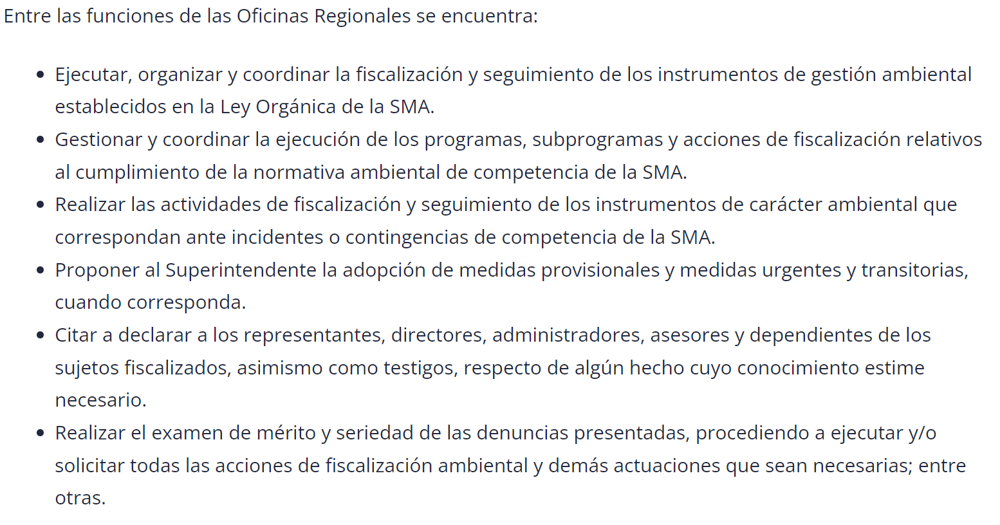 Entre las funciones de las Oficinas Regionales se encuentra:
• Ejecutar, organizar y coordinar la fiscalización y seguimiento de los instrumentos de gestión ambiental
establecidos en la Ley Orgánica de la SMA.
• Gestionar y coordinar la ejecución de los programas, subprogramas y acciones de fiscalización relativos
al cumplimiento de la normativa ambiental de competencia de la SMA.
• Realizar las actividades de fiscalización y seguimiento de los instrumentos de carácter ambiental que
correspondan ante incidentes o contingencias de competencia de la SMA.
• Proponer al Superintendente la adopción de medidas provisionales y medidas urgentes y transitorias,
cuando corresponda.
• Citar a declarar a los representantes, directores, administradores, asesores y dependientes de los
sujetos fiscalizados, asimismo como testigos, respecto de algún hecho cuyo conocimiento estime
necesario.
• Realizar el examen de mérito y seriedad de las denuncias presentadas, procediendo a ejecutar y/o
solicitar todas las acciones de fiscalización ambiental y demás actuaciones que sean necesarias; entre
otras.